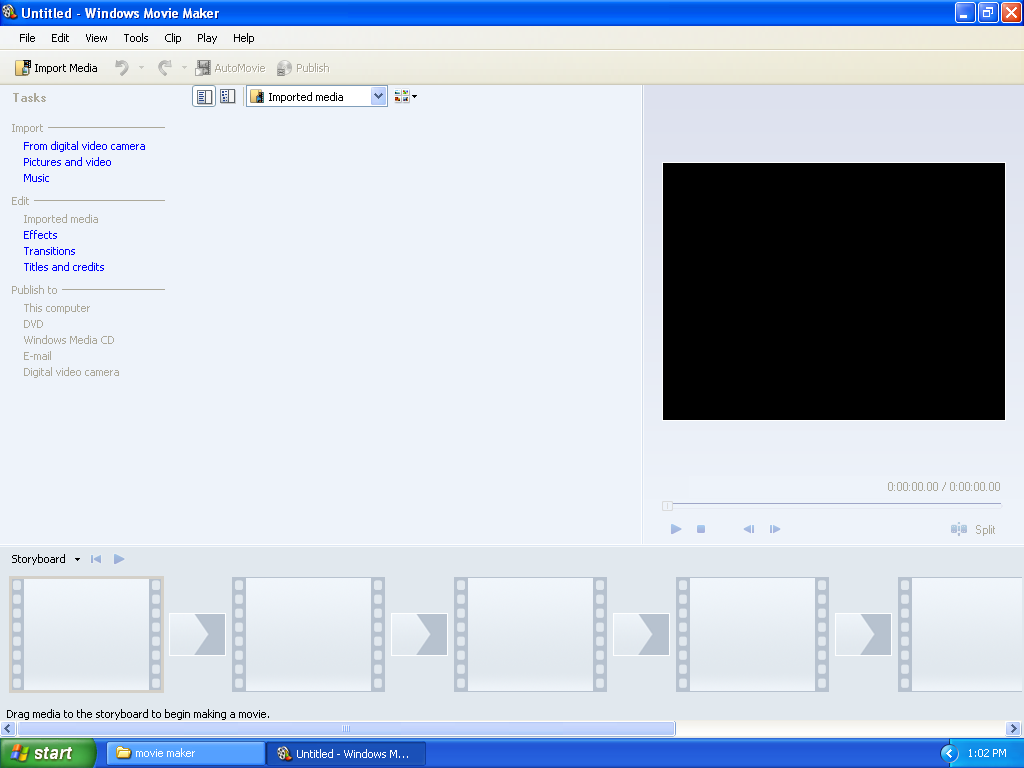 Untitled - Windows Movie Maker
File Edit View Tools Clip Play Help
Import Media AutoMovie Publish
Tasks
Imported media
Import
From digital video camera
Pictures and video
Music
Edit
Imported media
Effects
Transitions
Titles and credits
Publish to
This computer
DVD
Windows Media CD
E-mail
Digital video camera
0:00:00.00 / 0:00:00.00
Split
Storyboard
Drag media to the storyboard to begin making a movie.
start movie maker Untitled - Windows M... 1:02 PM